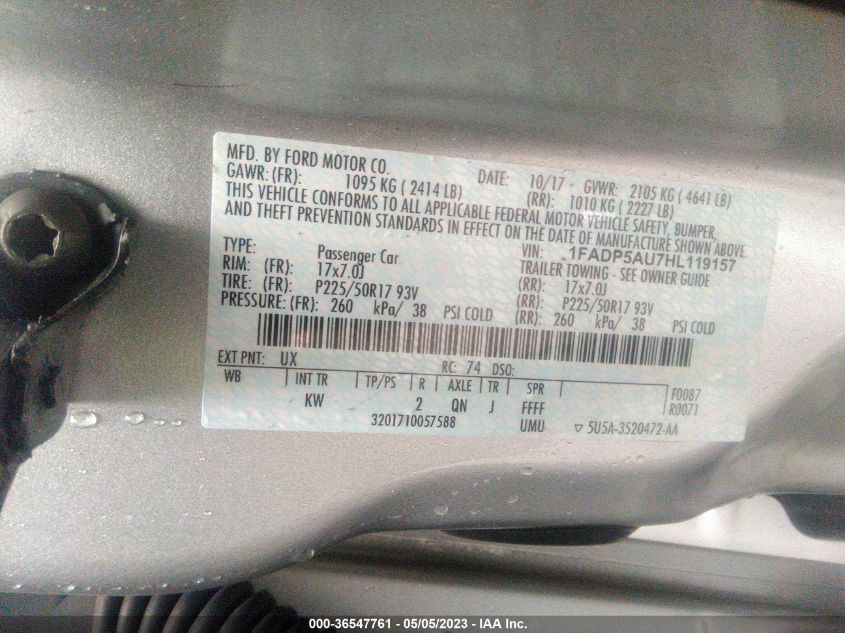 MFD. BY FORD MOTOR CO. DATE: 10/17 GVWR: 2105 KG ( 4641 LB)
GAWR: (FR): 1095 KG ( 2414 LB) (RR): 1010 KG ( 2227 LB)
THIS VEHICLE CONFORMS TO ALL APPLICABLE FEDERAL MOTOR VEHICLE SAFETY, BUMPER,
AND THEFT PREVENTION STANDARDS IN EFFECT ON THE DATE OF MANUFACTURE SHOWN ABOVE.
VIN: 1FADP5AU7HL119157
TYPE: Passenger Car TRAILER TOWING - SEE OWNER GUIDE
RIM: (FR): 17x7.0J (RR): 17x7.0J
TIRE: (FR): P225/50R17 93V (RR): P225/50R17 93V
PRESSURE: (FR): 260 kPa/ 38 PSI COLD (RR): 260 kPa/ 38 PSI COLD
EXT PNT: UX RC: 74 DSO:
WB INT TR TP/PS R AXLE TR SPR F0087
KW 2 QN J FFFF R0071
3201710057588 UMU ▽ 5U5A-3520472-AA
000-36547761 - 05/05/2023 - IAA Inc.